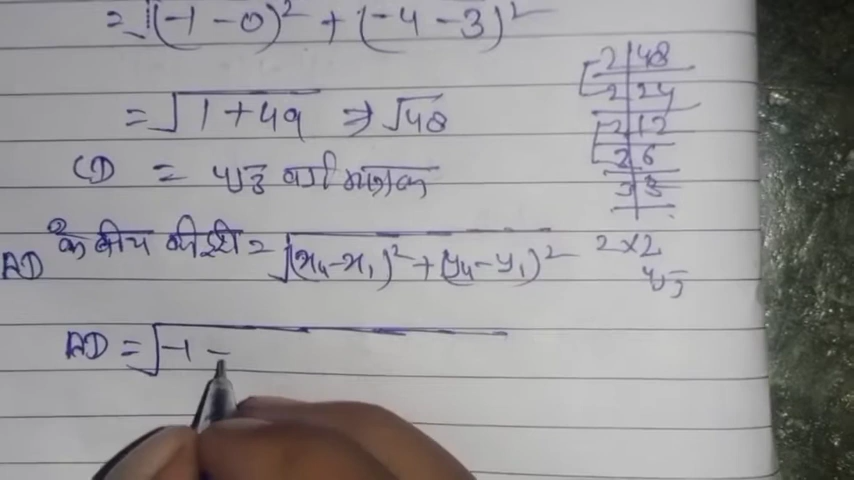 = √(-1 - 0)² + (-4 - 3)²
= √1 + 49 ⇒ √48
CD = 4√3 वर्ग मात्रक
AD के बीच की दूरी = √(x₄-x₁)² + (y₄-y₁)²
AD = √-1 -
2 | 48
2 | 24
2 | 12
2 | 6
3 | 3
2×2
4√3